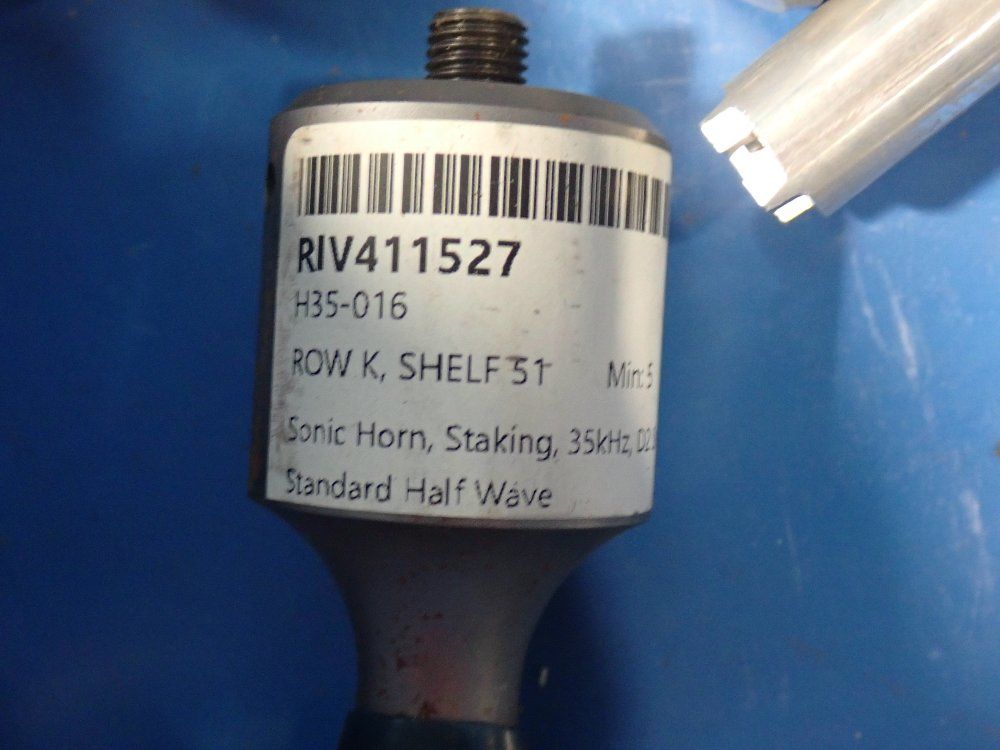 RIV411527
H35-016
ROW K, SHELF 51 Min: 5
Sonic Horn, Staking, 35kHz,
Standard Half Wave